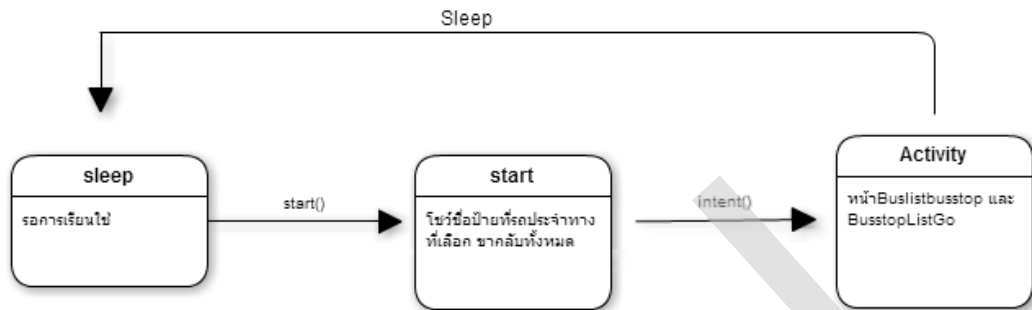 Sleep
sleep
รอการเรียนใช้
start()
start
โชว์ชื่อป้ายที่รถประจำทาง
ที่เลือก ขากลับทั้งหมด
intent()
Activity
หน้าBuslistbusstop และ
BusstopListGo